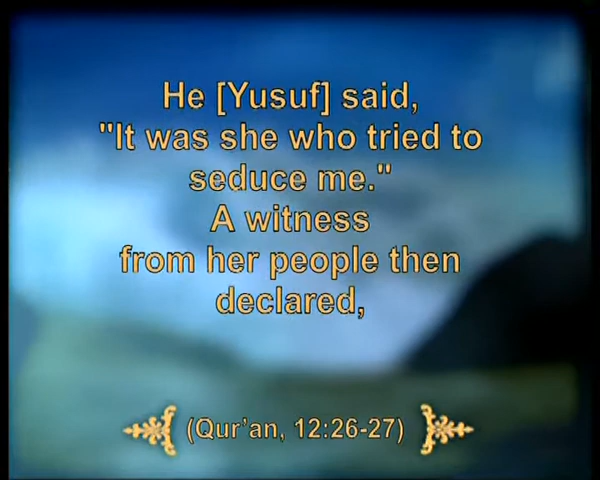 He [Yusuf] said,
"It was she who tried to
seduce me."
A witness
from her people then
declared,
(Qur'an, 12:26-27)